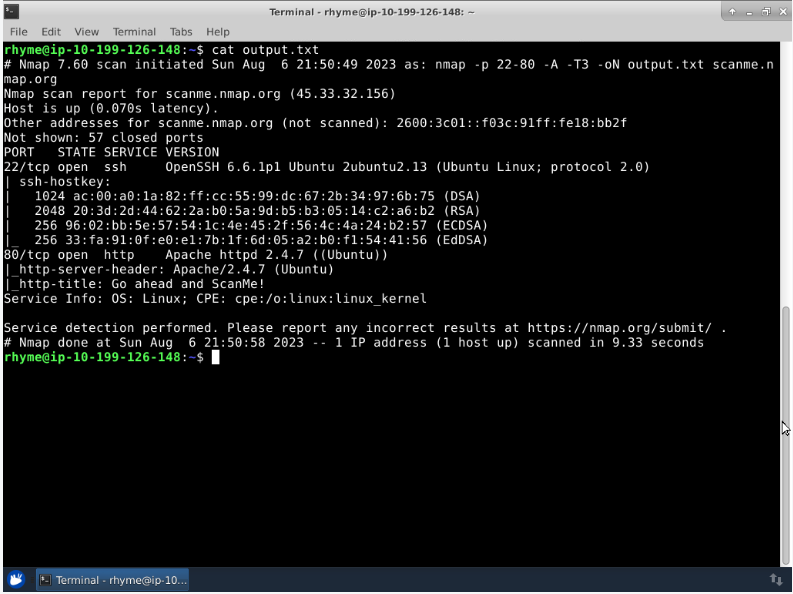 Terminal - rhyme@ip-10-199-126-148: ~
File Edit View Terminal Tabs Help
rhyme@ip-10-199-126-148:~$ cat output.txt
# Nmap 7.60 scan initiated Sun Aug  6 21:50:49 2023 as: nmap -p 22-80 -A -T3 -oN output.txt scanme.n
map.org
Nmap scan report for scanme.nmap.org (45.33.32.156)
Host is up (0.070s latency).
Other addresses for scanme.nmap.org (not scanned): 2600:3c01::f03c:91ff:fe18:bb2f
Not shown: 57 closed ports
PORT   STATE SERVICE VERSION
22/tcp open  ssh     OpenSSH 6.6.1p1 Ubuntu 2ubuntu2.13 (Ubuntu Linux; protocol 2.0)
| ssh-hostkey:
|   1024 ac:00:a0:1a:82:ff:cc:55:99:dc:67:2b:34:97:6b:75 (DSA)
|   2048 20:3d:2d:44:62:2a:b0:5a:9d:b5:b3:05:14:c2:a6:b2 (RSA)
|   256 96:02:bb:5e:57:54:1c:4e:45:2f:56:4c:4a:24:b2:57 (ECDSA)
|_  256 33:fa:91:0f:e0:e1:7b:1f:6d:05:a2:b0:f1:54:41:56 (EdDSA)
80/tcp open  http    Apache httpd 2.4.7 ((Ubuntu))
|_http-server-header: Apache/2.4.7 (Ubuntu)
|_http-title: Go ahead and ScanMe!
Service Info: OS: Linux; CPE: cpe:/o:linux:linux_kernel
Service detection performed. Please report any incorrect results at https://nmap.org/submit/ .
# Nmap done at Sun Aug  6 21:50:58 2023 -- 1 IP address (1 host up) scanned in 9.33 seconds
rhyme@ip-10-199-126-148:~$
Terminal - rhyme@ip-10...